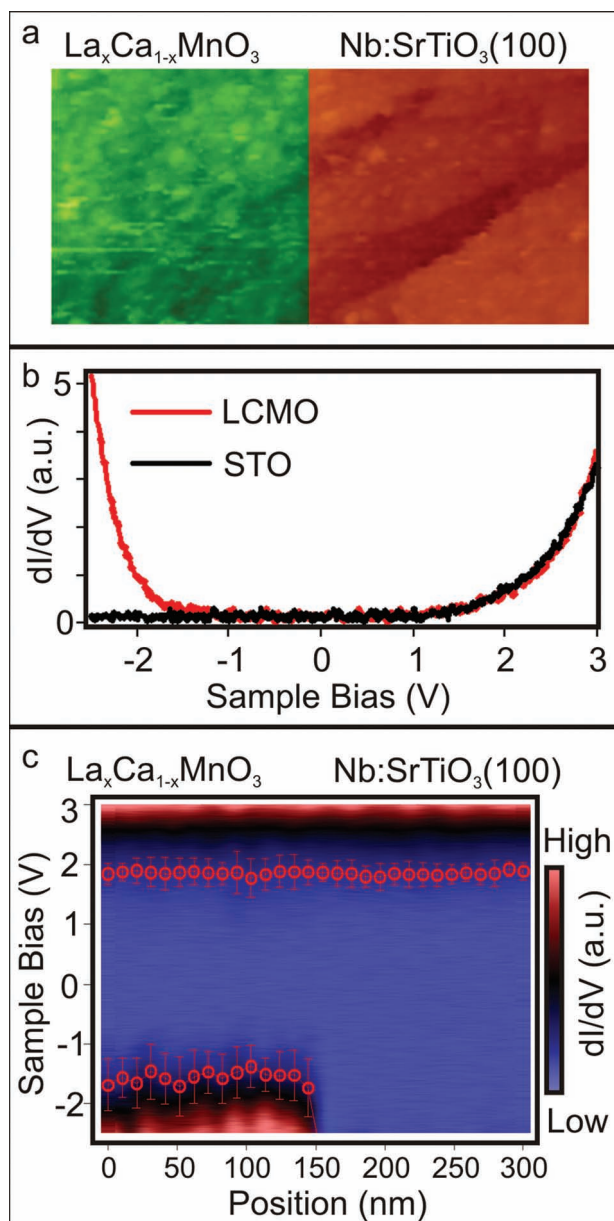 a
LaₓCa₁₋ₓMnO₃ Nb:SrTiO₃(100)
b
5
0
dI/dV (a.u.)
LCMO
STO
-2 -1 0 1 2 3
Sample Bias (V)
c
LaₓCa₁₋ₓMnO₃ Nb:SrTiO₃(100)
3
2
1
0
-1
-2
Sample Bias (V)
0 50 100 150 200 250 300
Position (nm)
High
dI/dV (a.u.)
Low